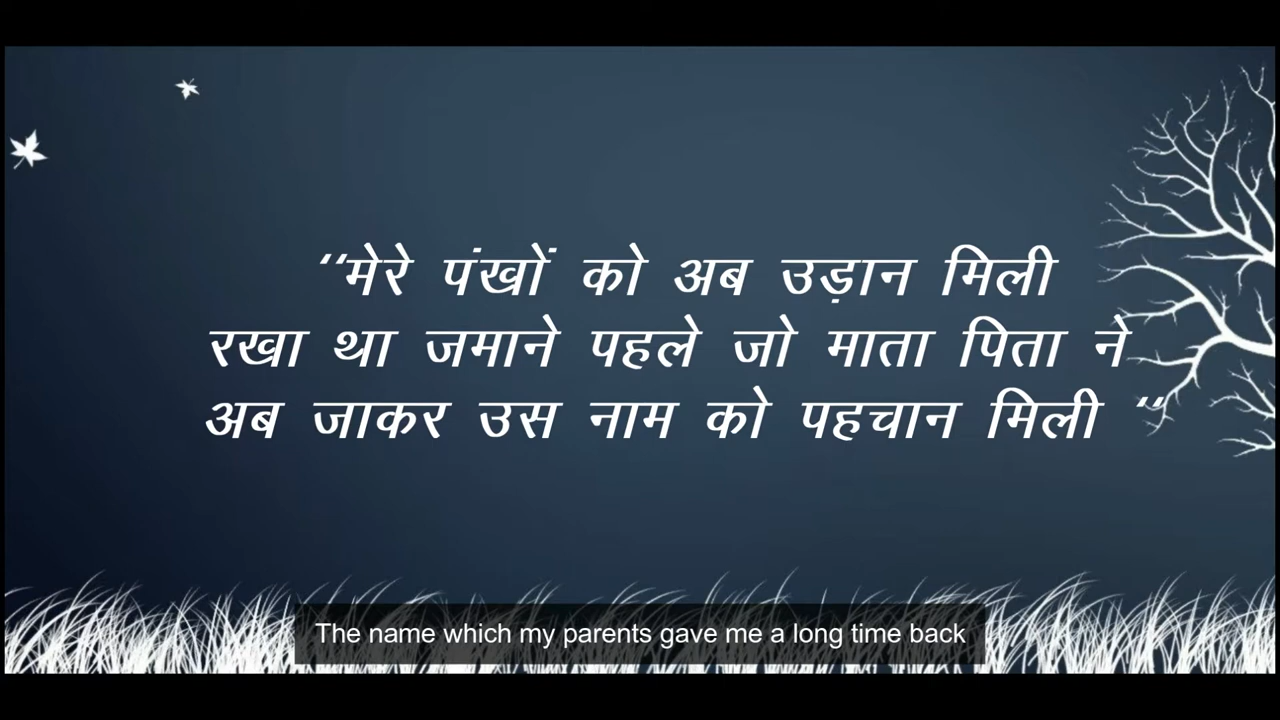 ‘‘मेरे पंखों को अब उड़ान मिली
रखा था जमाने पहले जो माता पिता ने
अब जाकर उस नाम को पहचान मिली ‘‘
The name which my parents gave me a long time back